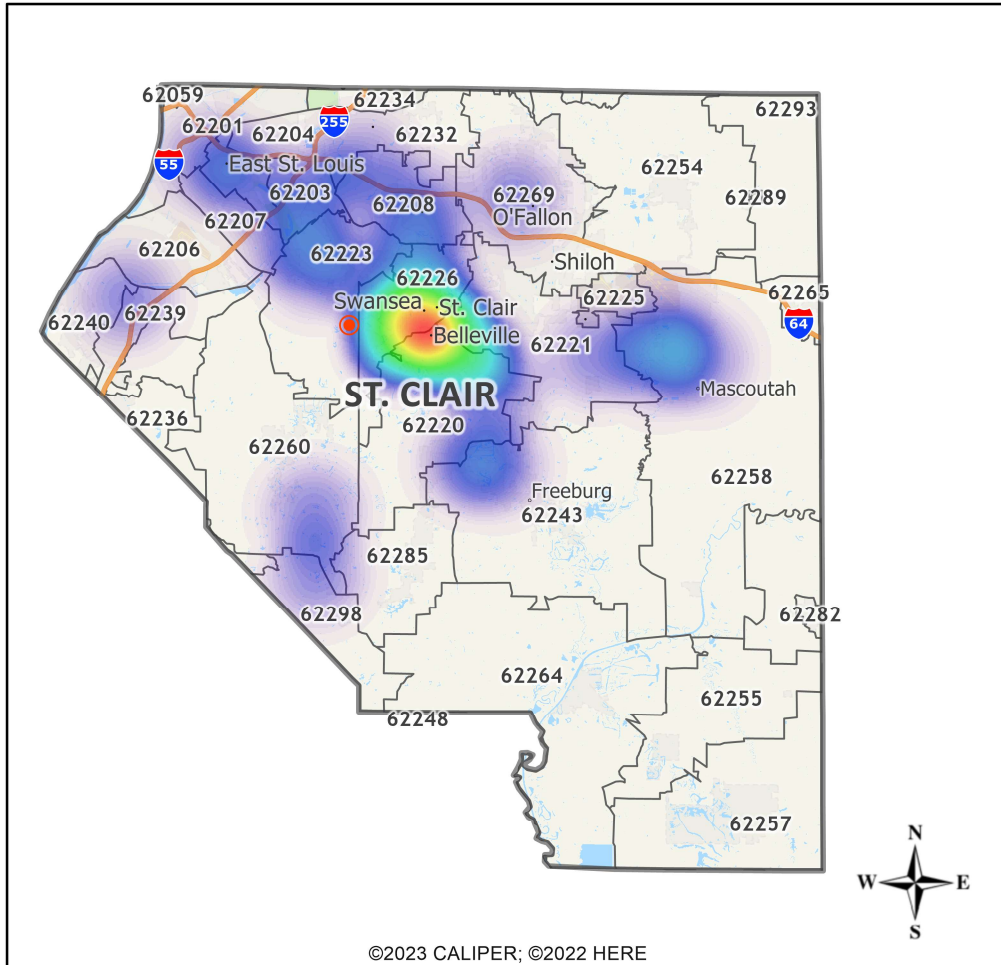 62059
62234
62293
62201
62204
255
62232
55
East St. Louis
62254
62203
62269
62289
62208
O'Fallon
62207
62206
62223
Shiloh
62226
62225
62265
Swansea
St. Clair
62240
62239
64
Belleville
62221
Mascoutah
ST. CLAIR
62236
62220
62260
62258
Freeburg
62243
62285
62298
62282
62264
62255
62248
62257
N
W
E
S
©2023 CALIPER; ©2022 HERE